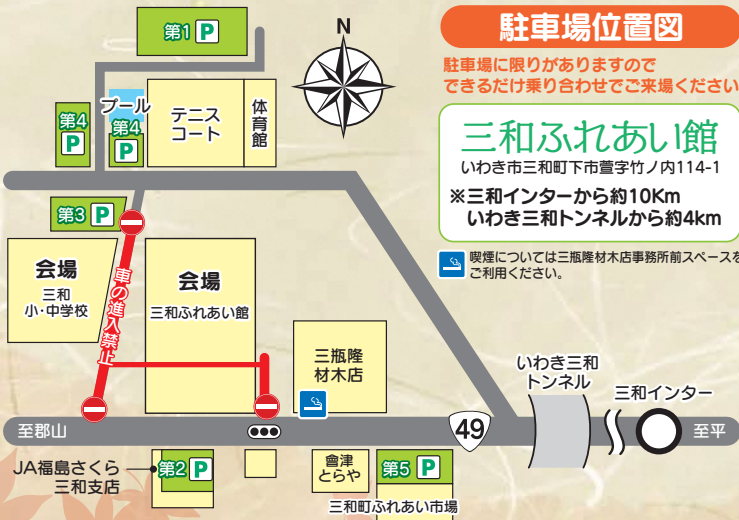 駐車場位置図
駐車場に限りがありますので
できるだけ乗り合わせでご来場ください
三和ふれあい館
いわき市三和町下市萱字竹ノ内114-1
※三和インターから約10Km
いわき三和トンネルから約4km
喫煙については三瓶隆材木店事務所前スペースを
ご利用ください。
N
第1 P
プール
第4
P
第4
P
テニス
コート
体育館
第3 P
会場
三和
小・中学校
車の進入禁止
会場
三和ふれあい館
三瓶隆
材木店
いわき三和
トンネル
三和インター
至郡山
49
至平
JA福島さくら
三和支店
第2 P
會津
とらや
第5 P
三和町ふれあい市場